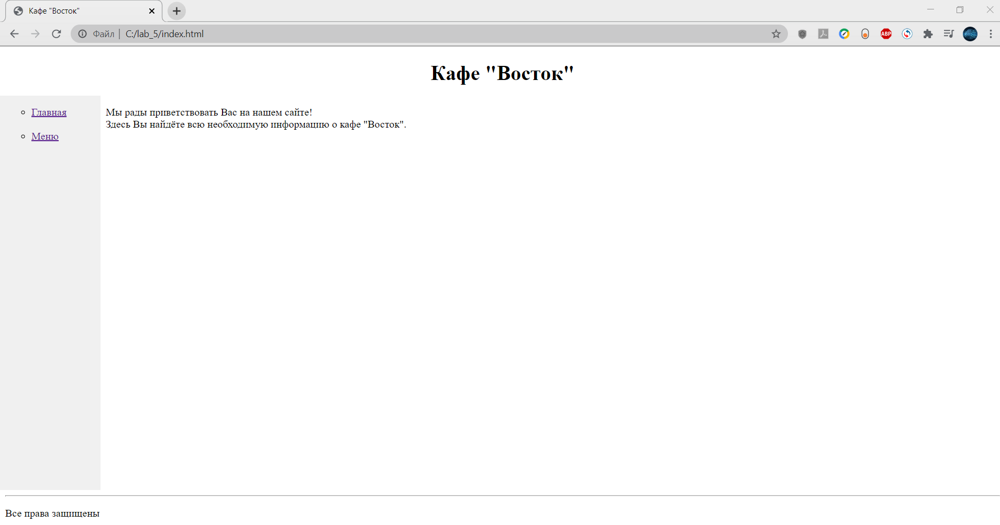 Кафе "Восток"
Файл | C:/lab_5/index.html
ABP
Кафе "Восток"
Главная
Меню
Мы рады приветствовать Вас на нашем сайте!
Здесь Вы найдёте всю необходимую информацию о кафе "Восток".
Все права защищены